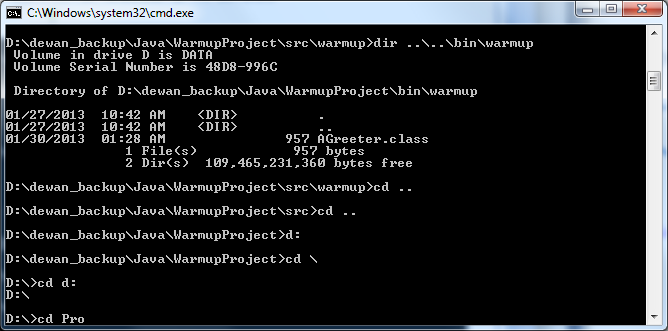 C:\Windows\system32\cmd.exe
D:\dewan_backup\Java\WarmupProject\src\warmup>dir ..\..\bin\warmup
Volume in drive D is DATA
Volume Serial Number is 48D8-996C
Directory of D:\dewan_backup\Java\WarmupProject\bin\warmup
01/27/2013  10:42 AM    <DIR>          .
01/27/2013  10:42 AM    <DIR>          ..
01/30/2013  01:28 AM               957 AGreeter.class
1 File(s)            957 bytes
2 Dir(s)  109,465,231,360 bytes free
D:\dewan_backup\Java\WarmupProject\src\warmup>cd ..
D:\dewan_backup\Java\WarmupProject\src>cd ..
D:\dewan_backup\Java\WarmupProject>d:
D:\dewan_backup\Java\WarmupProject>cd \
D:\>cd d:
D:\
D:\>cd Pro